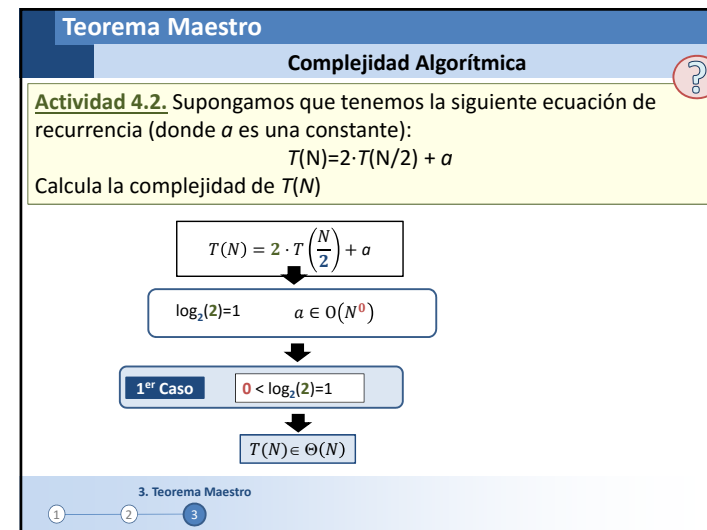 Teorema Maestro
Complejidad Algorítmica
?
Actividad 4.2. Supongamos que tenemos la siguiente ecuación de
recurrencia (donde a es una constante):
T(N)=2·T(N/2) + a
Calcula la complejidad de T(N)
T(N) = 2 · T(N/2) + a
log₂(2)=1 a ∈ O(N⁰)
1er Caso 0 < log₂(2)=1
T(N)∈ Θ(N)
3. Teorema Maestro
1 2 3